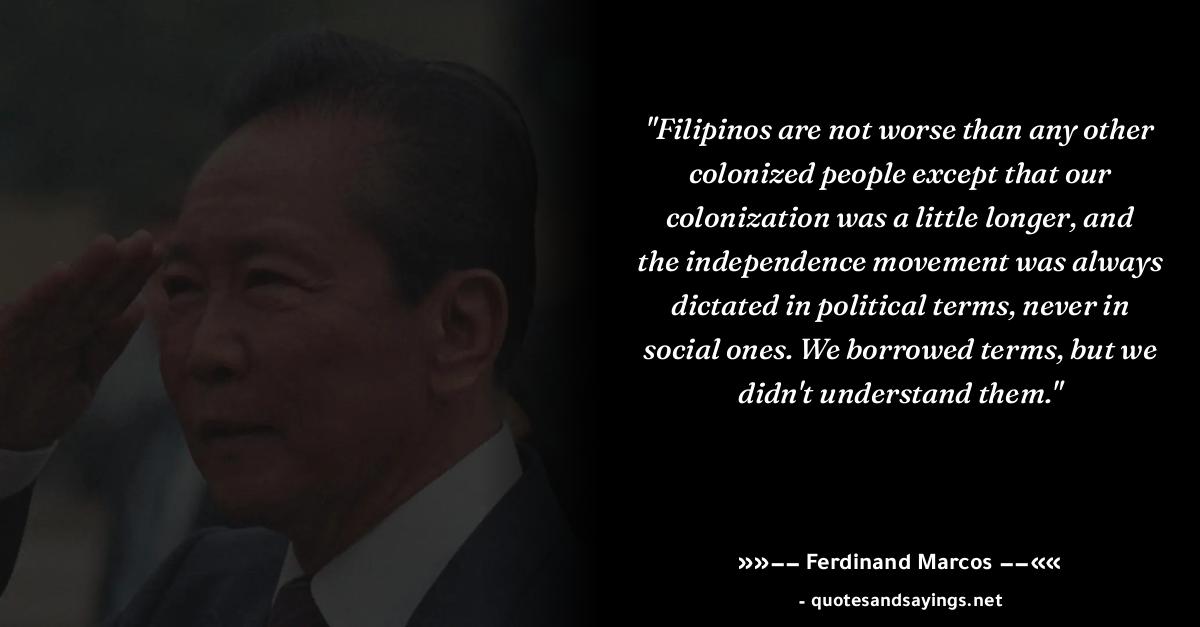 "Filipinos are not worse than any other
colonized people except that our
colonization was a little longer, and
the independence movement was always
dictated in political terms, never in
social ones. We borrowed terms, but we
didn't understand them."
»»−− Ferdinand Marcos −−««
- quotesandsayings.net